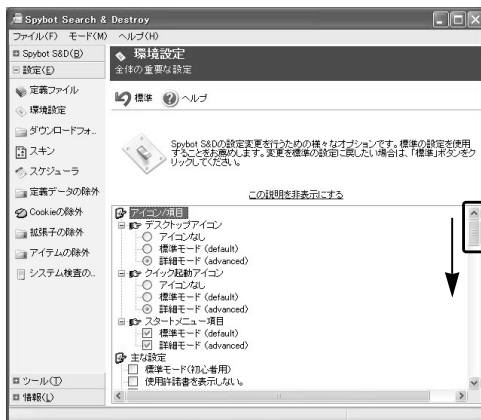 Spybot Search & Destroy
ファイル(F) モード(M) ヘルプ(H)
Spybot S&D(B)
設定(E)
定義ファイル
環境設定
ダウンロードフォ..
スキン
スケジューラ
定義データの除外
Cookieの除外
拡張子の除外
アイテムの除外
システム検査の..
ツール(T)
情報(L)
環境設定
全体の重要な設定
標準 ヘルプ
Spybot S&Dの設定変更を行うための様々なオプションです。標準の設定を使用
することをお薦めします。変更を標準の設定に戻したい場合は、「標準」ボタンをク
リックしてください。
この説明を非表示にする
アイコン/項目
デスクトップアイコン
アイコンなし
標準モード (default)
詳細モード (advanced)
クイック起動アイコン
アイコンなし
標準モード (default)
詳細モード (advanced)
スタートメニュー項目
標準モード (default)
詳細モード (advanced)
主な設定
標準モード(初心者用)
使用許諾書を表示しない。